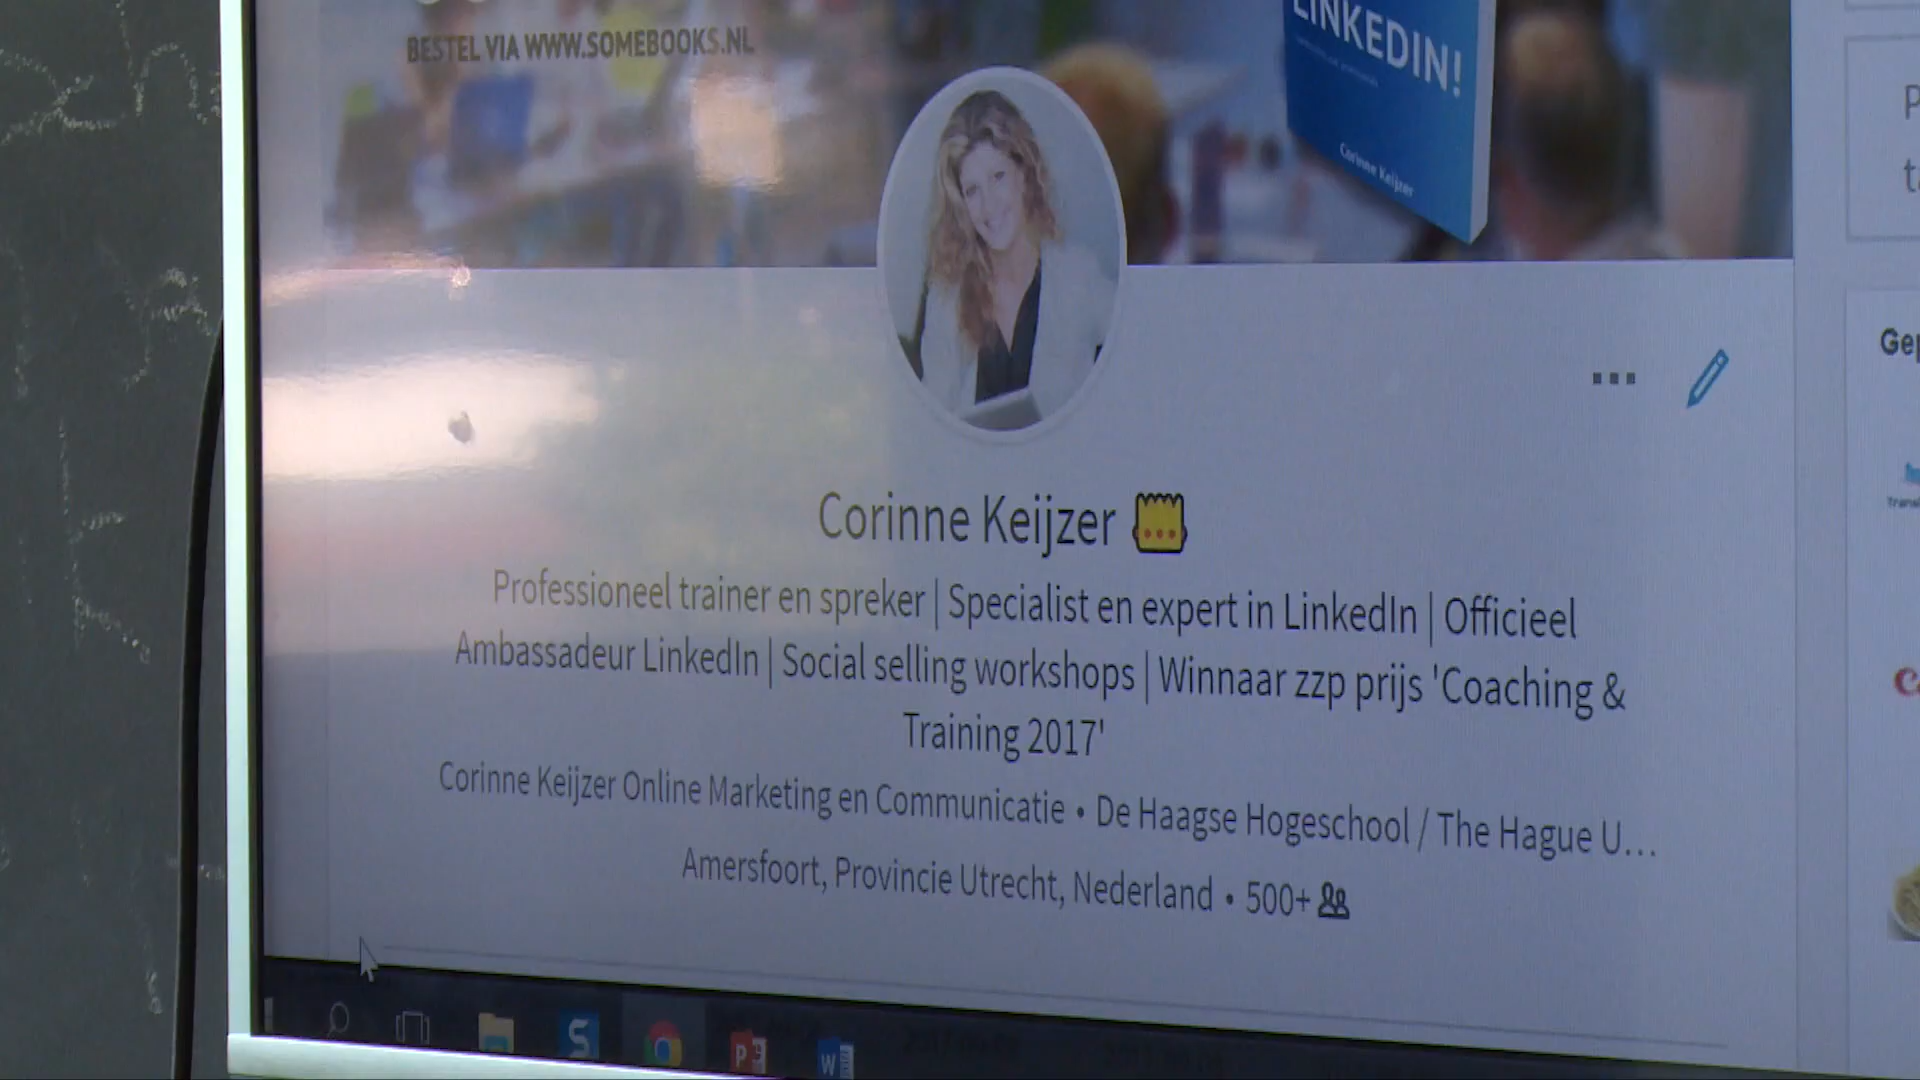 BESTEL VIA WWW.SOMEBOOKS.NL
LINKEDIN!
Corinne Keijzer
Corinne Keijzer
Professioneel trainer en spreker | Specialist en expert in LinkedIn | Officieel
Ambassadeur LinkedIn | Social selling workshops | Winnaar zzp prijs 'Coaching &
Training 2017'
Corinne Keijzer Online Marketing en Communicatie • De Haagse Hogeschool / The Hague U...
Amersfoort, Provincie Utrecht, Nederland • 500+